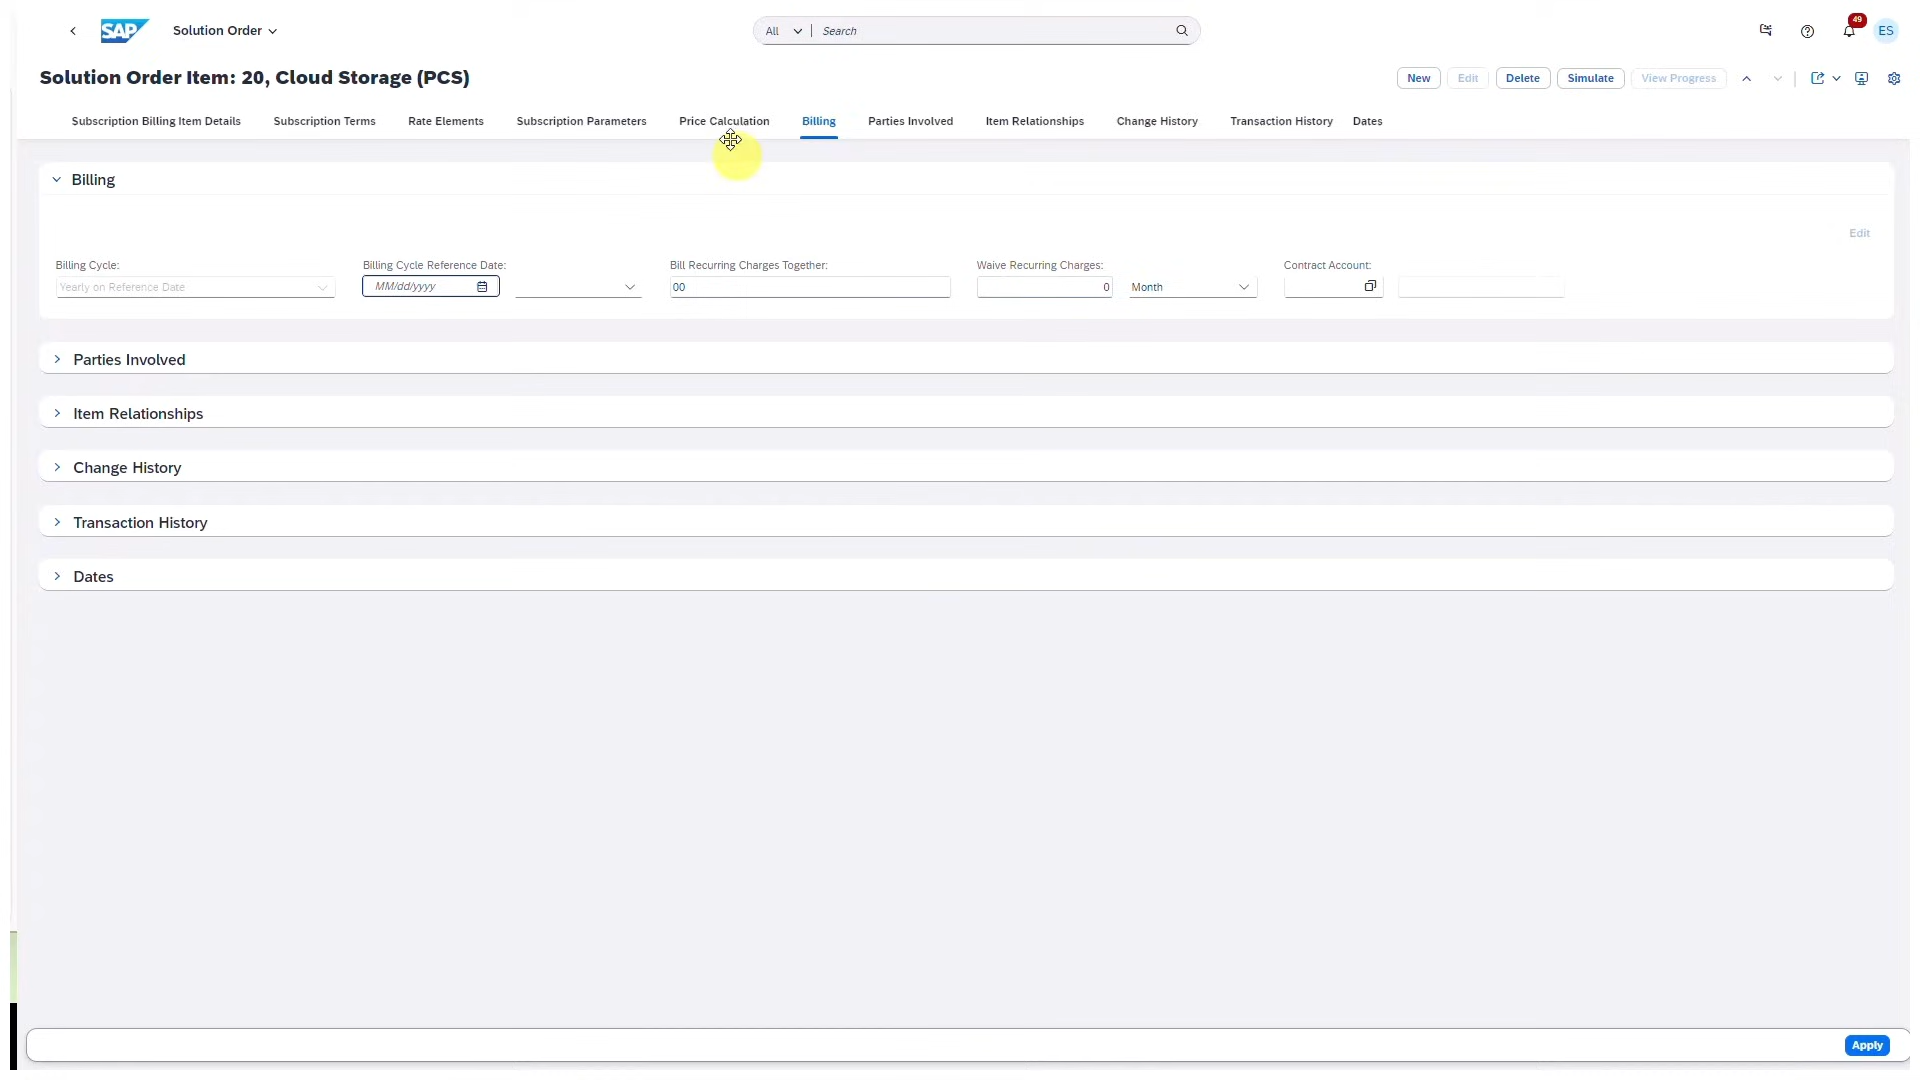 SAP
Solution Order
All
Search
49
ES
Solution Order Item: 20, Cloud Storage (PCS)
New
Edit
Delete
Simulate
View Progress
Subscription Billing Item Details
Subscription Terms
Rate Elements
Subscription Parameters
Price Calculation
Billing
Parties Involved
Item Relationships
Change History
Transaction History
Dates
Billing
Edit
Billing Cycle:
Billing Cycle Reference Date:
Bill Recurring Charges Together:
Waive Recurring Charges:
Contract Account:
Yearly on Reference Date
MM/dd/yyyy
00
0
Month
Parties Involved
Item Relationships
Change History
Transaction History
Dates
Apply